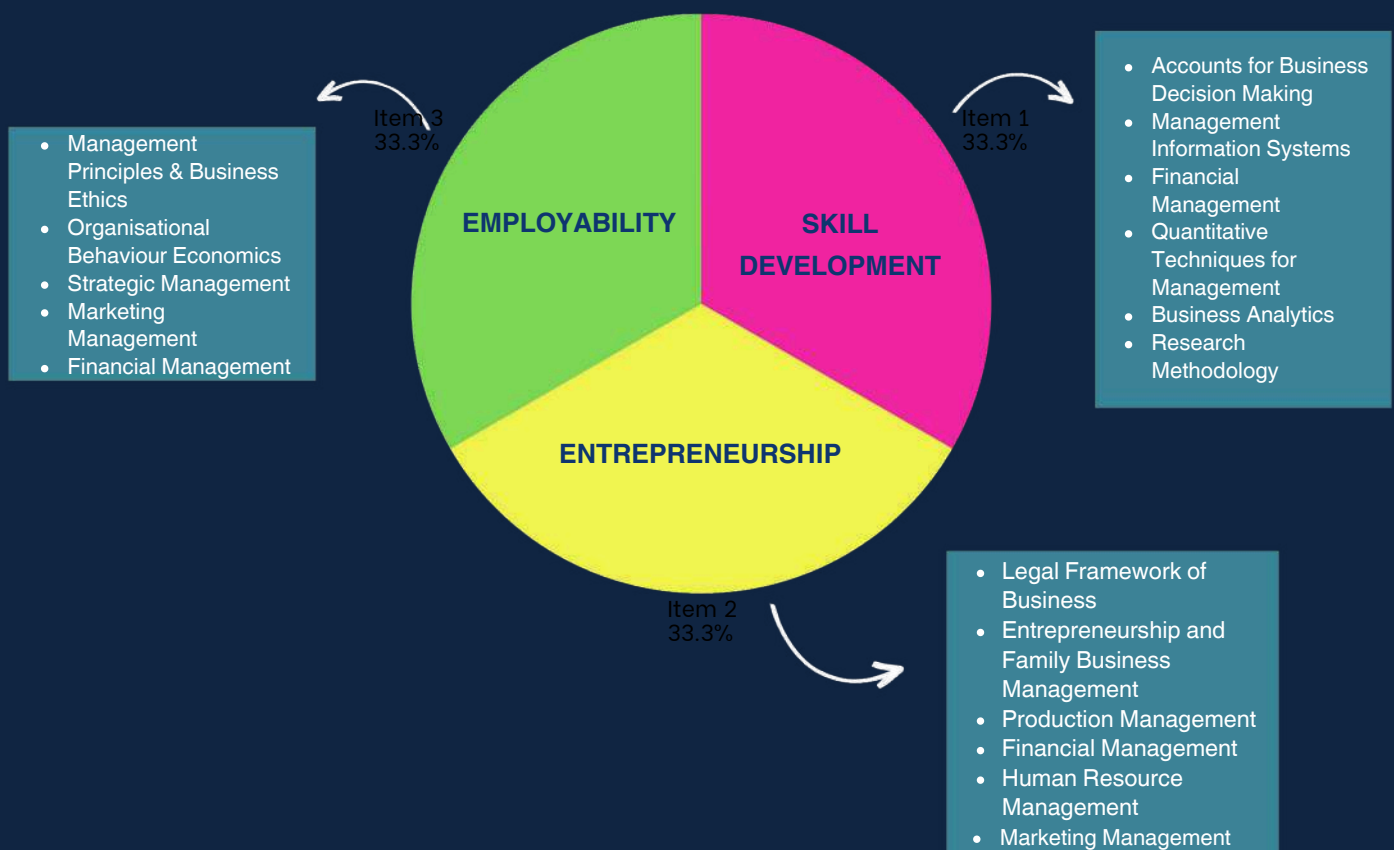 Item 3
33.3%
• Management
Principles & Business
Ethics
• Organisational
Behaviour Economics
• Strategic Management
• Marketing
Management
• Financial Management
EMPLOYABILITY
SKILL
DEVELOPMENT
Item 1
33.3%
• Accounts for Business
Decision Making
• Management
Information Systems
• Financial
Management
• Quantitative
Techniques for
Management
• Business Analytics
• Research
Methodology
ENTREPRENEURSHIP
Item 2
33.3%
• Legal Framework of
Business
• Entrepreneurship and
Family Business
Management
• Production Management
• Financial Management
• Human Resource
Management
• Marketing Management